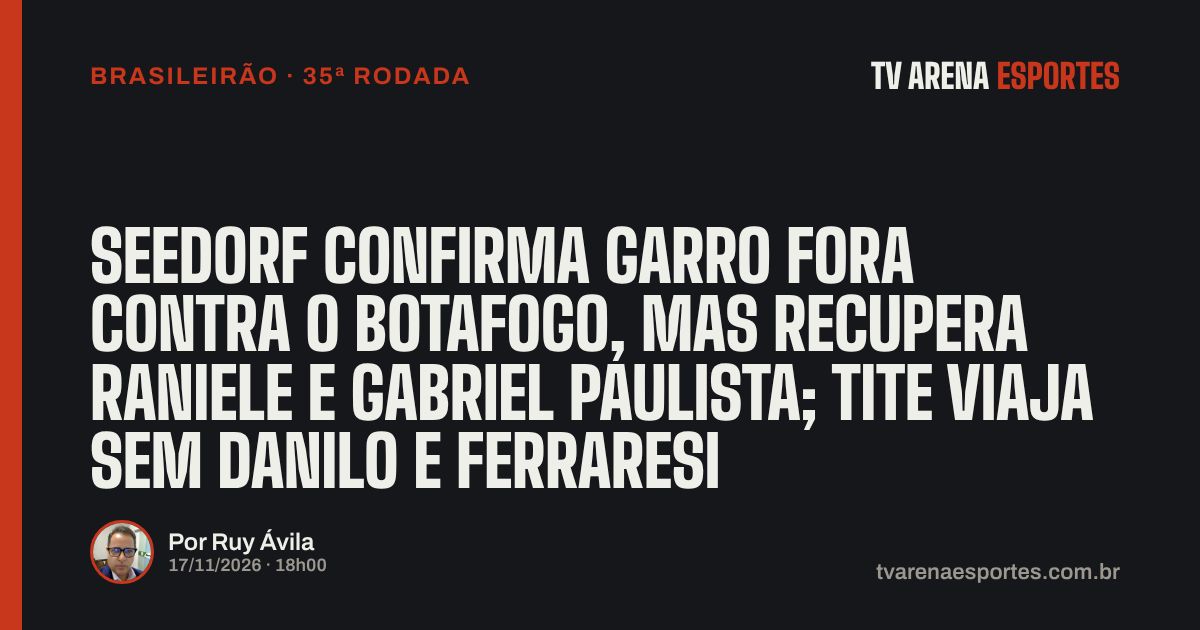 BRASILEIRÃO · 35ª RODADA
TV ARENA ESPORTES
SEEDORF CONFIRMA GARRO FORA
CONTRA O BOTAFOGO, MAS RECUPERA
RANIELE E GABRIEL PAULISTA; TITE VIAJA
SEM DANILO E FERRARESI
Por Ruy Ávila
17/11/2026 · 18h00
tvarenaesportes.com.br